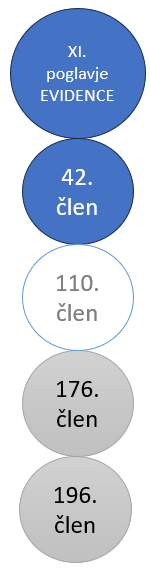 XI.
poglavje
EVIDENCE
42.
člen
110.
člen
176.
člen
196.
člen